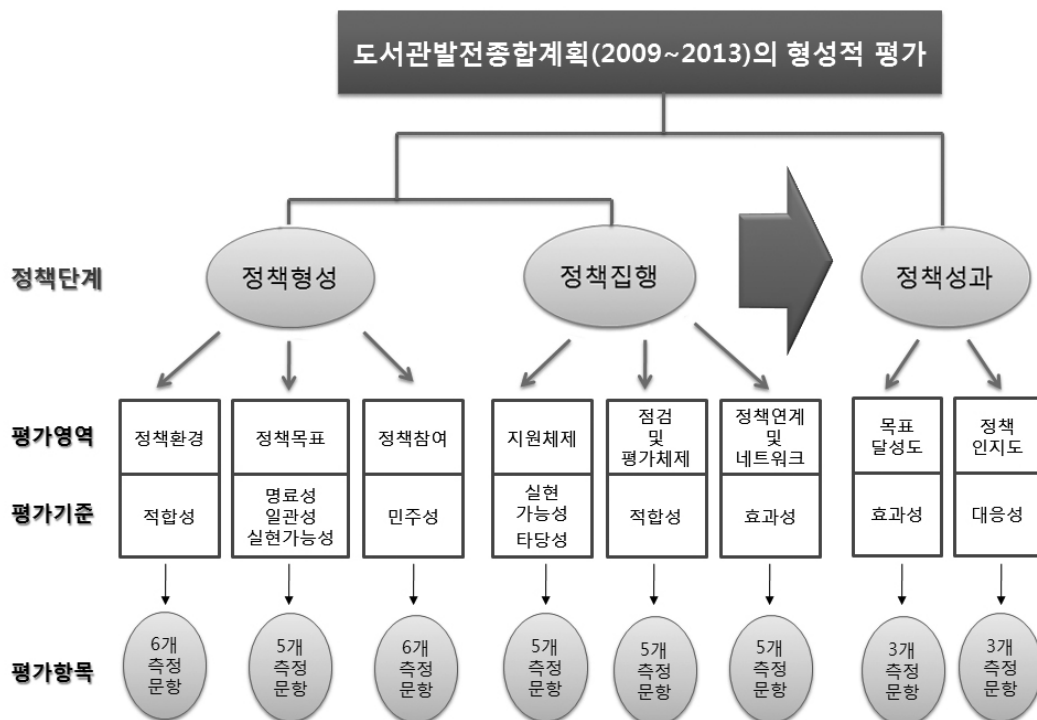 도서관발전종합계획(2009~2013)의 형성적 평가
정책단계
정책형성
정책집행
정책성과
평가영역
정책환경
정책목표
정책참여
지원체제
점검
및
평가체제
정책연계
및
네트워크
목표
달성도
정책
인지도
평가기준
적합성
명료성
일관성
실현가능성
민주성
실현
가능성
타당성
적합성
효과성
효과성
대응성
평가항목
6개
측정
문항
5개
측정
문항
6개
측정
문항
5개
측정
문항
5개
측정
문항
5개
측정
문항
3개
측정
문항
3개
측정
문항